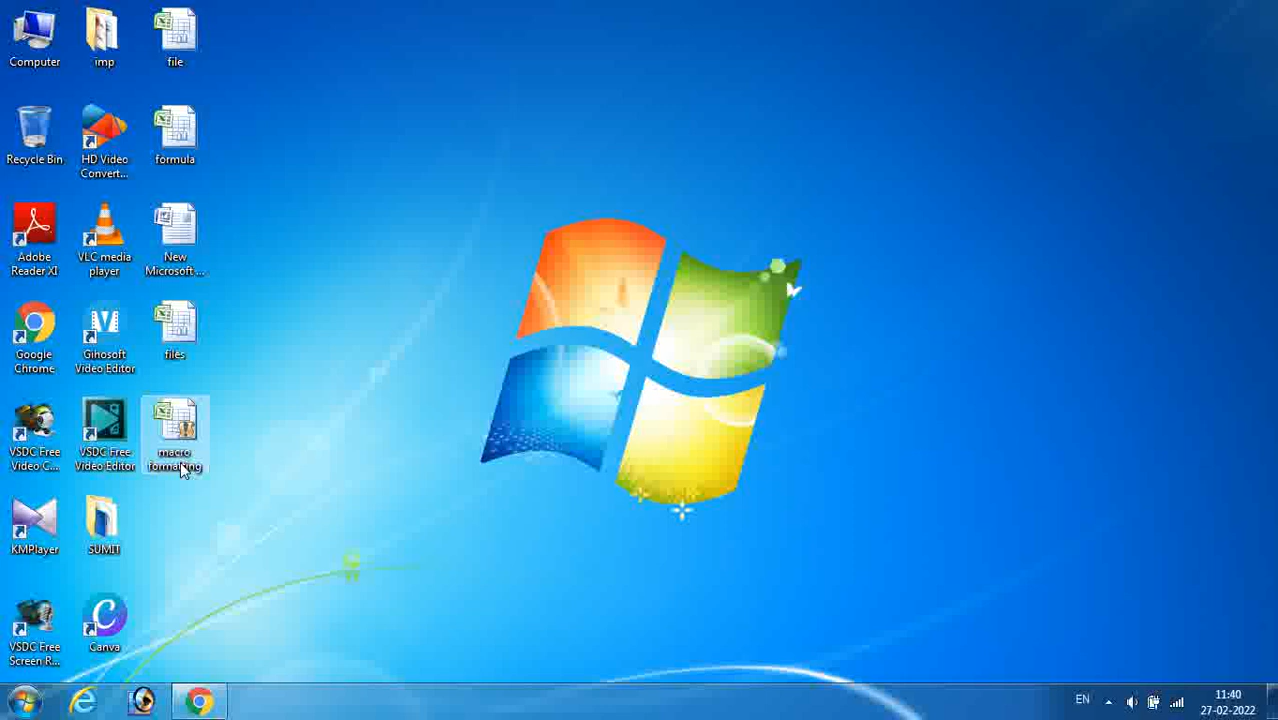 Computer
imp
file
Recycle Bin
HD Video
Convert...
formula
Adobe
Reader XI
VLC media
player
New
Microsoft ...
Google
Chrome
Gihosoft
Video Editor
files
VSDC Free
Video C...
VSDC Free
Video Editor
macro
formatting
KMPlayer
SUMIT
VSDC Free
Screen R...
Canva
EN
11:40
27-02-2022